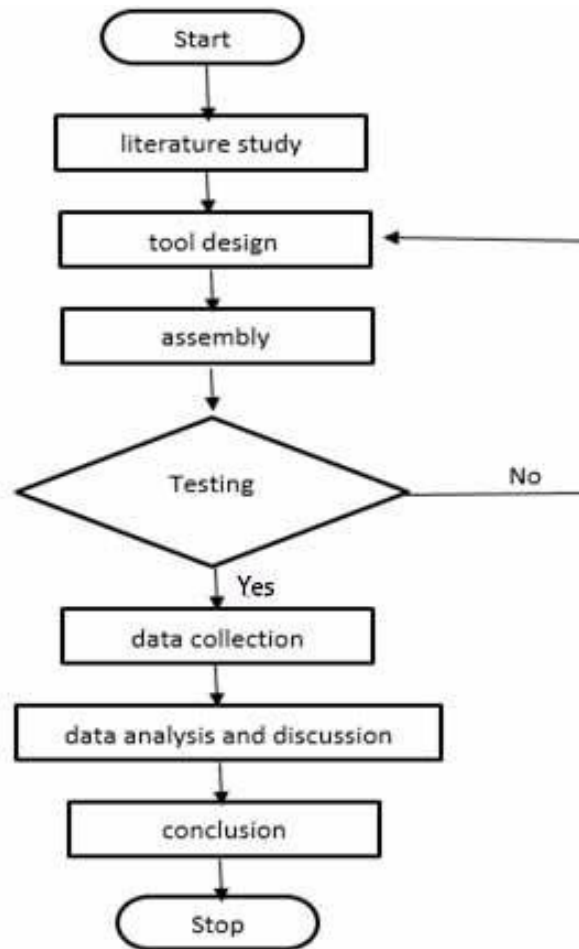 Start
literature study
tool design
assembly
Testing
No
Yes
data collection
data analysis and discussion
conclusion
Stop